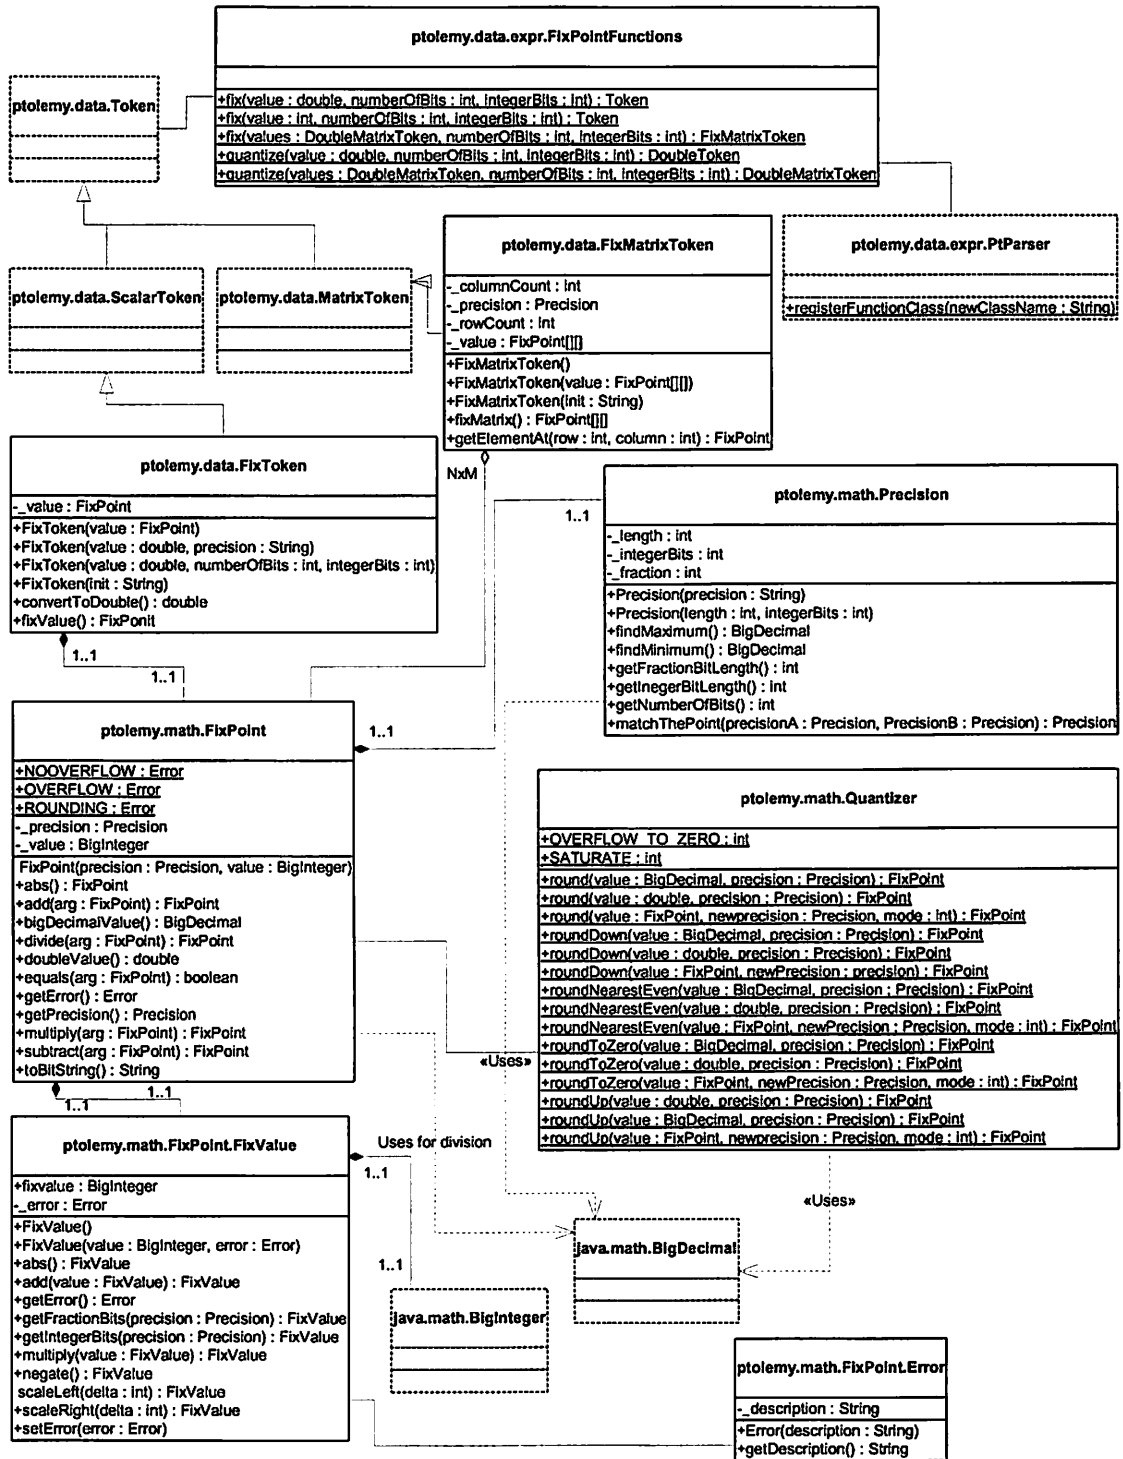 ptolemy.data.expr.FixPointFunctions
+fix(value : double, numberOfBits : int, integerBits : int) : Token
+fix(value : int, numberOfBits : int, integerBits : int) : Token
+fix(values : DoubleMatrixToken, numberOfBits : int, integerBits : int) : FixMatrixToken
+quantize(value : double, numberOfBits : int, integerBits : int) : DoubleToken
+quantize(values : DoubleMatrixToken, numberOfBits : int, integerBits : int) : DoubleMatrixToken
ptolemy.data.Token
ptolemy.data.ScalarToken
ptolemy.data.MatrixToken
ptolemy.data.FixMatrixToken
-_columnCount : int
-_precision : Precision
-_rowCount : int
-_value : FixPoint[][]
+FixMatrixToken()
+FixMatrixToken(value : FixPoint[][])
+FixMatrixToken(init : String)
+fixMatrix() : FixPoint[][]
+getElementAt(row : int, column : int) : FixPoint
ptolemy.data.expr.PtParser
+registerFunctionClass(newClassName : String)
ptolemy.data.FixToken
-_value : FixPoint
+FixToken(value : FixPoint)
+FixToken(value : double, precision : String)
+FixToken(value : double, numberOfBits : int, integerBits : int)
+FixToken(init : String)
+convertToDouble() : double
+fixValue() : FixPonit
NxM
1..1
ptolemy.math.Precision
-_length : int
-_integerBits : int
-_fraction : int
+Precision(precision : String)
+Precision(length : int, integerBits : int)
+findMaximum() : BigDecimal
+findMinimum() : BigDecimal
+getFractionBitLength() : int
+getInegerBitLength() : int
+getNumberOfBits() : int
+matchThePoint(precisionA : Precision, PrecisionB : Precision) : Precision
1..1
1..1
ptolemy.math.FixPoint
+NOOVERFLOW : Error
+OVERFLOW : Error
+ROUNDING : Error
-_precision : Precision
-_value : BigInteger
FixPoint(precision : Precision, value : BigInteger)
+abs() : FixPoint
+add(arg : FixPoint) : FixPoint
+bigDecimalValue() : BigDecimal
+divide(arg : FixPoint) : FixPoint
+doubleValue() : double
+equals(arg : FixPoint) : boolean
+getError() : Error
+getPrecision() : Precision
+multiply(arg : FixPoint) : FixPoint
+subtract(arg : FixPoint) : FixPoint
+toBitString() : String
1..1
ptolemy.math.Quantizer
+OVERFLOW_TO_ZERO : int
+SATURATE : int
+round(value : BigDecimal, precision : Precision) : FixPoint
+round(value : double, precision : Precision) : FixPoint
+round(value : FixPoint, newprecision : Precision, mode : int) : FixPoint
+roundDown(value : BigDecimal, precision : Precision) : FixPoint
+roundDown(value : double, precision : Precision) : FixPoint
+roundDown(value : FixPoint, newPrecision : precision) : FixPoint
+roundNearestEven(value : BigDecimal, precision : Precision) : FixPoint
+roundNearestEven(value : double, precision : Precision) : FixPoint
+roundNearestEven(value : FixPoint, newPrecision : Precision, mode : int) : FixPoint
+roundToZero(value : BigDecimal, precision : Precision) : FixPoint
+roundToZero(value : double, precision : Precision) : FixPoint
+roundToZero(value : FixPoint, newPrecision : Precision, mode : int) : FixPoint
+roundUp(value : double, precision : Precision) : FixPoint
+roundUp(value : BigDecimal, precision : Precision) : FixPoint
+roundUp(value : FixPoint, newprecision : Precision, mode : int) : FixPoint
«Uses»
1..1
1..1
ptolemy.math.FixPoint.FixValue
+fixvalue : BigInteger
-_error : Error
+FixValue()
+FixValue(value : BigInteger, error : Error)
+abs() : FixValue
+add(value : FixValue) : FixValue
+getError() : Error
+getFractionBits(precision : Precision) : FixValue
+getIntegerBits(precision : Precision) : FixValue
+multiply(value : FixValue) : FixValue
+negate() : FixValue
scaleLeft(delta : int) : FixValue
+scaleRight(delta : int) : FixValue
+setError(error : Error)
Uses for division
1..1
1..1
«Uses»
java.math.BigDecimal
java.math.BigInteger
ptolemy.math.FixPoint.Error
-_description : String
+Error(description : String)
+getDescription() : String